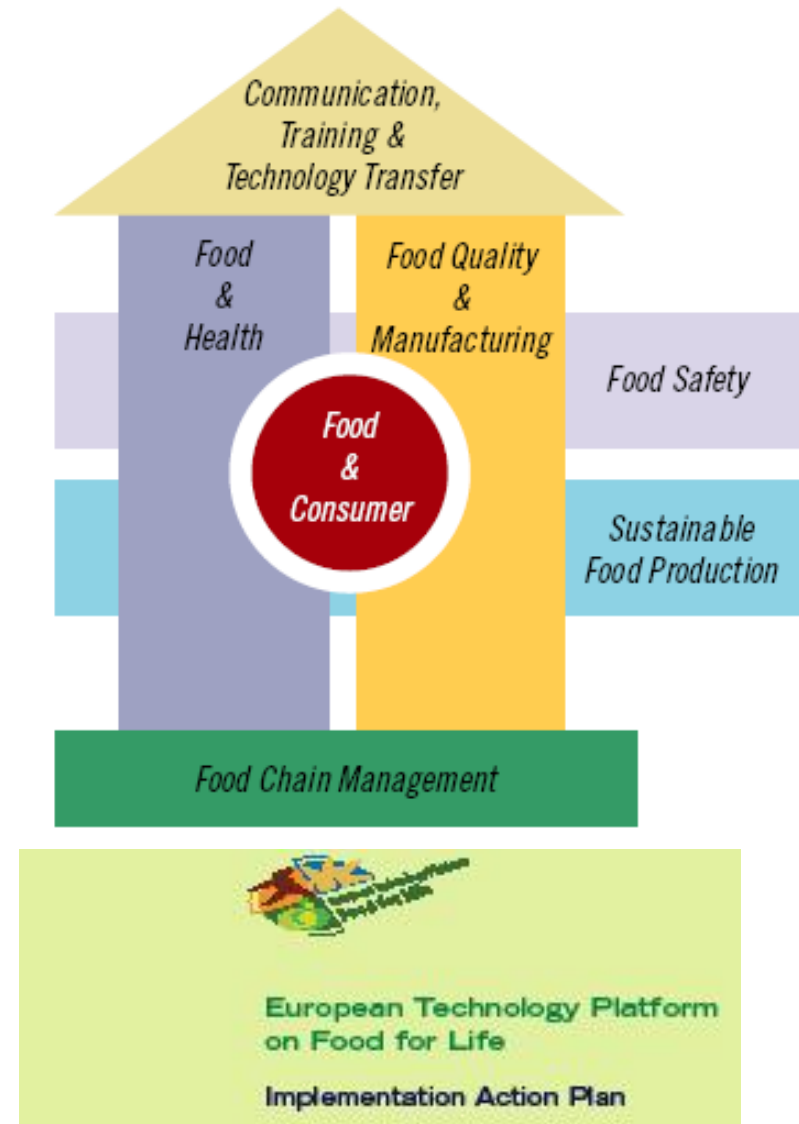 Communication,
Training &
Technology Transfer
Food
&
Health
Food Quality
&
Manufacturing
Food Safety
Food
&
Consumer
Sustainable
Food Production
Food Chain Management
European Technology Platform
on Food for Life
Implementation Action Plan